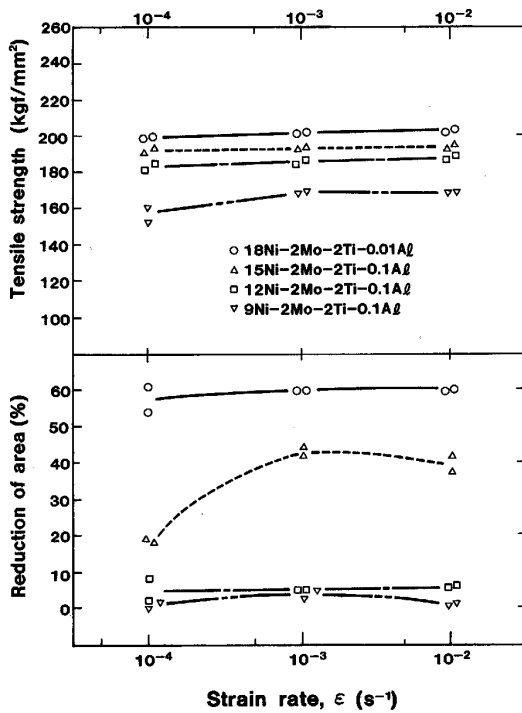 10⁻⁴ 10⁻³ 10⁻²
Tensile strength (kgf/mm²)
260
240
220
200
180
160
140
120
100
○ 18Ni-2Mo-2Ti-0.01Aℓ
△ 15Ni-2Mo-2Ti-0.1Aℓ
□ 12Ni-2Mo-2Ti-0.1Aℓ
▽ 9Ni-2Mo-2Ti-0.1Aℓ
Reduction of area (%)
60
50
40
30
20
10
0
10⁻⁴ 10⁻³ 10⁻²
Strain rate, ε (s⁻¹)